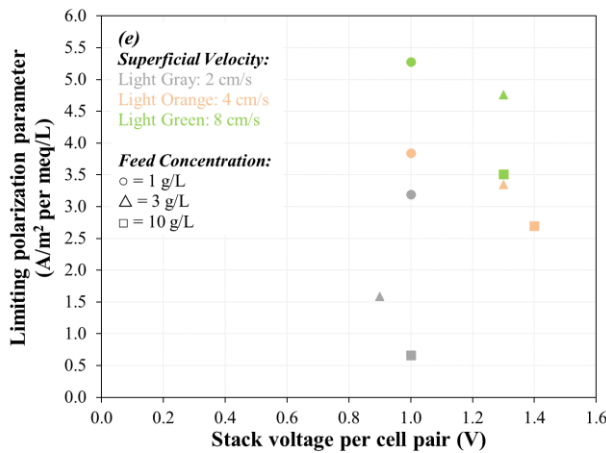 (e)
Superficial Velocity:
Light Gray: 2 cm/s
Light Orange: 4 cm/s
Light Green: 8 cm/s
Feed Concentration:
○ = 1 g/L
△ = 3 g/L
□ = 10 g/L
Limiting polarization parameter
(A/m² per meq/L)
6.0
5.5
5.0
4.5
4.0
3.5
3.0
2.5
2.0
1.5
1.0
0.5
0.0
0.0 0.2 0.4 0.6 0.8 1.0 1.2 1.4 1.6
Stack voltage per cell pair (V)